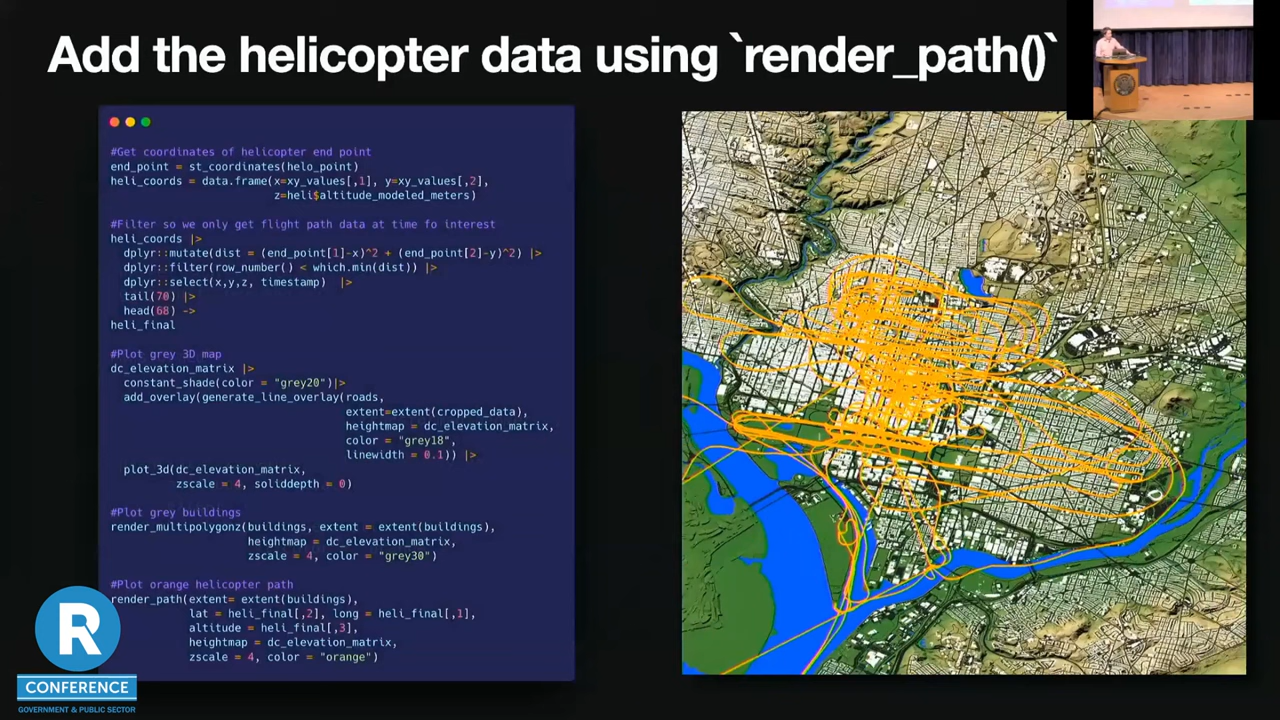 Add the helicopter data using `render_path()`
#Get coordinates of helicopter end point
end_point = st_coordinates(helo_point)
heli_coords = data.frame(x=xy_values[,1], y=xy_values[,2],
z=heli$altitude_modeled_meters)
#Filter so we only get flight path data at time fo interest
heli_coords |>
dplyr::mutate(dist = (end_point[1]-x)^2 + (end_point[2]-y)^2) |>
dplyr::filter(row_number() < which.min(dist)) |>
dplyr::select(x,y,z, timestamp) |>
tail(70) |>
head(68) ->
heli_final
#Plot grey 3D map
dc_elevation_matrix |>
constant_shade(color = "grey20")|>
add_overlay(generate_line_overlay(roads,
extent=extent(cropped_data),
heightmap = dc_elevation_matrix,
color = "grey18",
linewidth = 0.1)) |>
plot_3d(dc_elevation_matrix,
zscale = 4, soliddepth = 0)
#Plot grey buildings
render_multipolygonz(buildings, extent = extent(buildings),
heightmap = dc_elevation_matrix,
zscale = 4, color = "grey30")
#Plot orange helicopter path
render_path(extent= extent(buildings),
lat = heli_final[,2], long = heli_final[,1],
altitude = heli_final[,3],
heightmap = dc_elevation_matrix,
zscale = 4, color = "orange")
R
CONFERENCE
GOVERNMENT & PUBLIC SECTOR